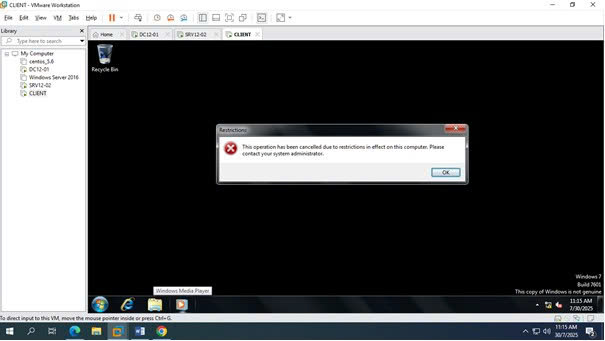 CLIENT - VMware Workstation
File Edit View VM Tabs Help
Library
Home DC12-01 SRV12-02 CLIENT
Type here to search
My Computer
centos_5.6
DC12-01
Windows Server 2016
SRV12-02
CLIENT
Recycle Bin
Restrictions
This operation has been cancelled due to restrictions in effect on this computer. Please
contact your system administrator.
OK
Windows 7
Build 7601
This copy of Windows is not genuine
Windows Media Player
11:15 AM
7/30/2025
To direct input to this VM, move the mouse pointer inside or press Ctrl+G.
11:15 AM
30/7/2025